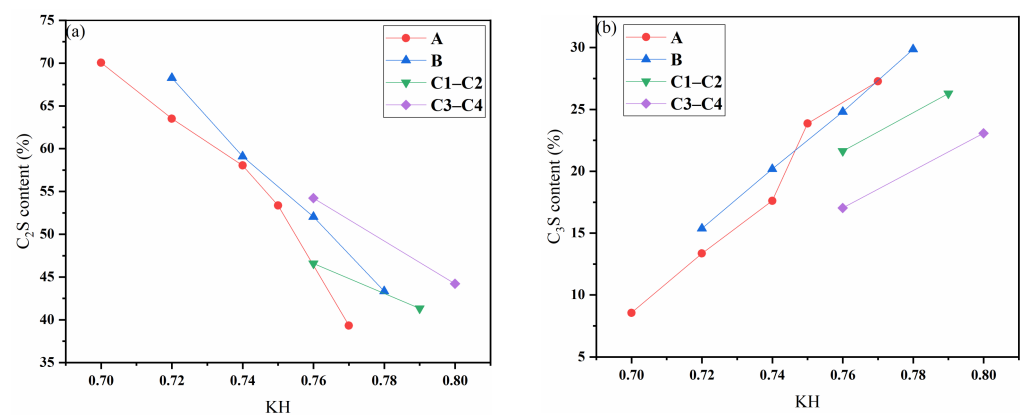 (a)
A
B
C1–C2
C3–C4
75
70
65
60
55
50
45
40
35
C₂S content (%)
0.70 0.72 0.74 0.76 0.78 0.80
KH
(b)
A
B
C1–C2
C3–C4
30
25
20
15
10
5
C₃S content (%)
0.70 0.72 0.74 0.76 0.78 0.80
KH